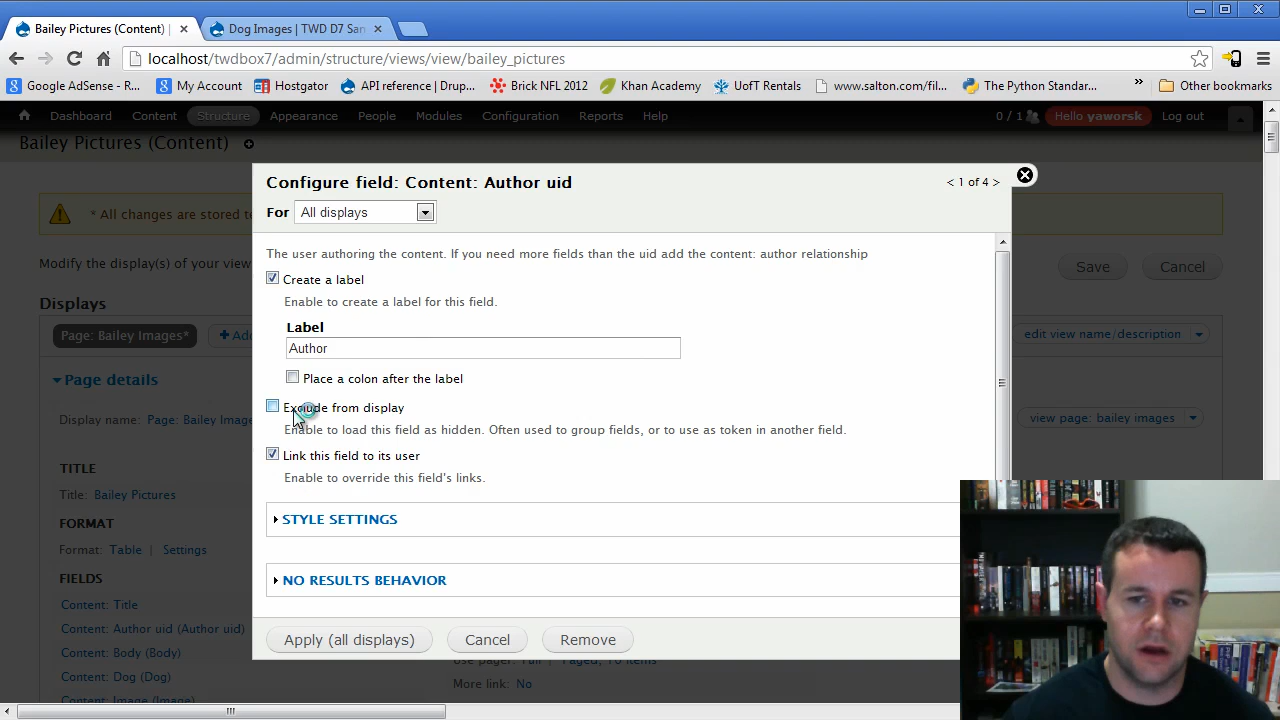 Bailey Pictures (Content) |
Dog Images | TWD D7 San
localhost/twdbox7/admin/structure/views/view/bailey_pictures
Google AdSense - R...
My Account
Hostgator
API reference | Drup...
Brick NFL 2012
Khan Academy
UofT Rentals
www.salton.com/fil...
The Python Standar...
»
Other bookmarks
Dashboard
Content
Structure
Appearance
People
Modules
Configuration
Reports
Help
0 / 1
Hello yaworsk
Log out
Bailey Pictures (Content)
Configure field: Content: Author uid
< 1 of 4 >
For
All displays
* All changes are stored te
The user authoring the content. If you need more fields than the uid add the content: author relationship
Modify the display(s) of your view
Save
Cancel
Create a label
Enable to create a label for this field.
Displays
Label
Page: Bailey Images*
Add
edit view name/description
Author
Place a colon after the label
Page details
Exclude from display
Display name: Page: Bailey Image
view page: bailey images
Enable to load this field as hidden. Often used to group fields, or to use as token in another field.
Link this field to its user
TITLE
Enable to override this field's links.
Title: Bailey Pictures
FORMAT
STYLE SETTINGS
Format: Table | Settings
FIELDS
NO RESULTS BEHAVIOR
Content: Title
Content: Author uid (Author uid)
Apply (all displays)
Cancel
Remove
Content: Body (Body)
Use pager: Full | Paged, 10 items
Content: Dog (Dog)
More link: No
Content: Image (Image)